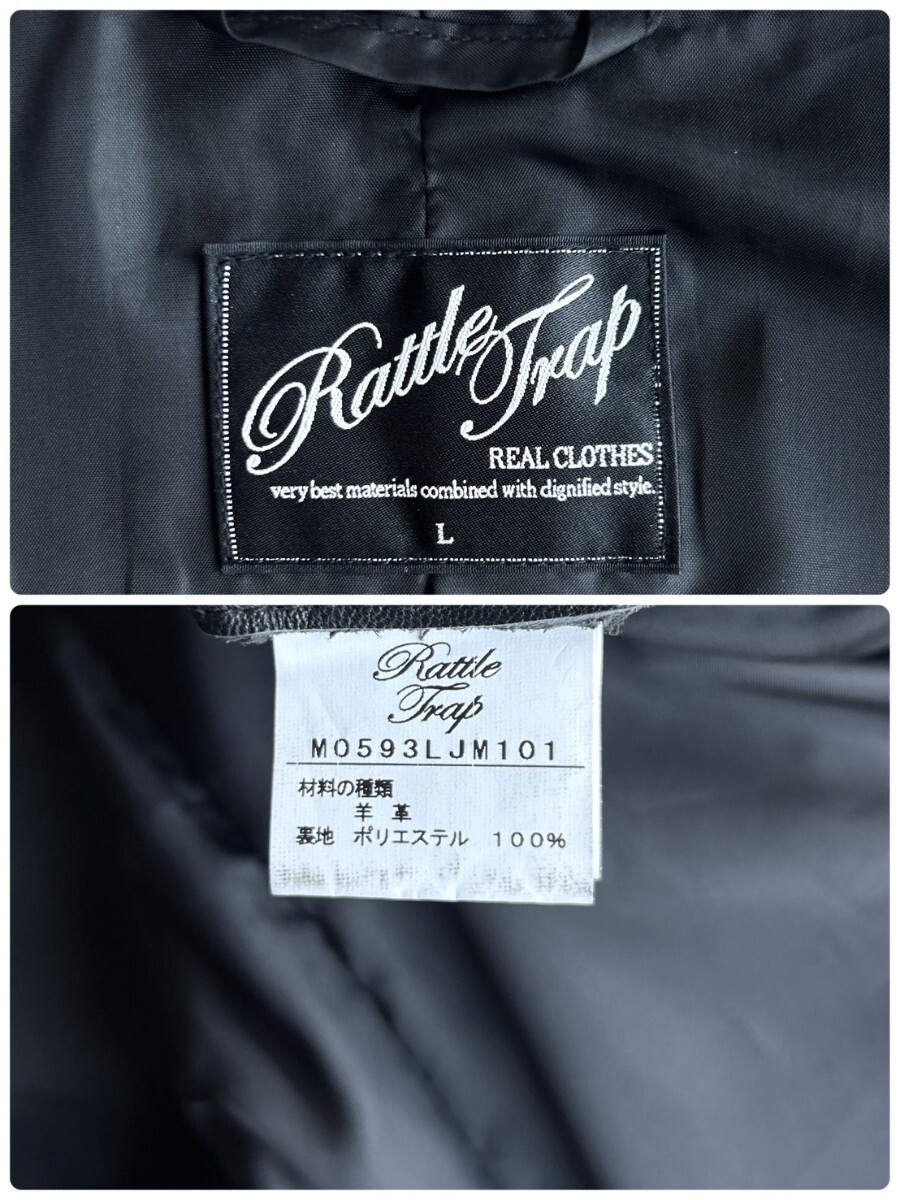 Rattle Trap
REAL CLOTHES
very best materials combined with dignified style.
L
Rattle
Trap
M0593LJM101
材料の種類
羊 革
裏地 ポリエステル 100%